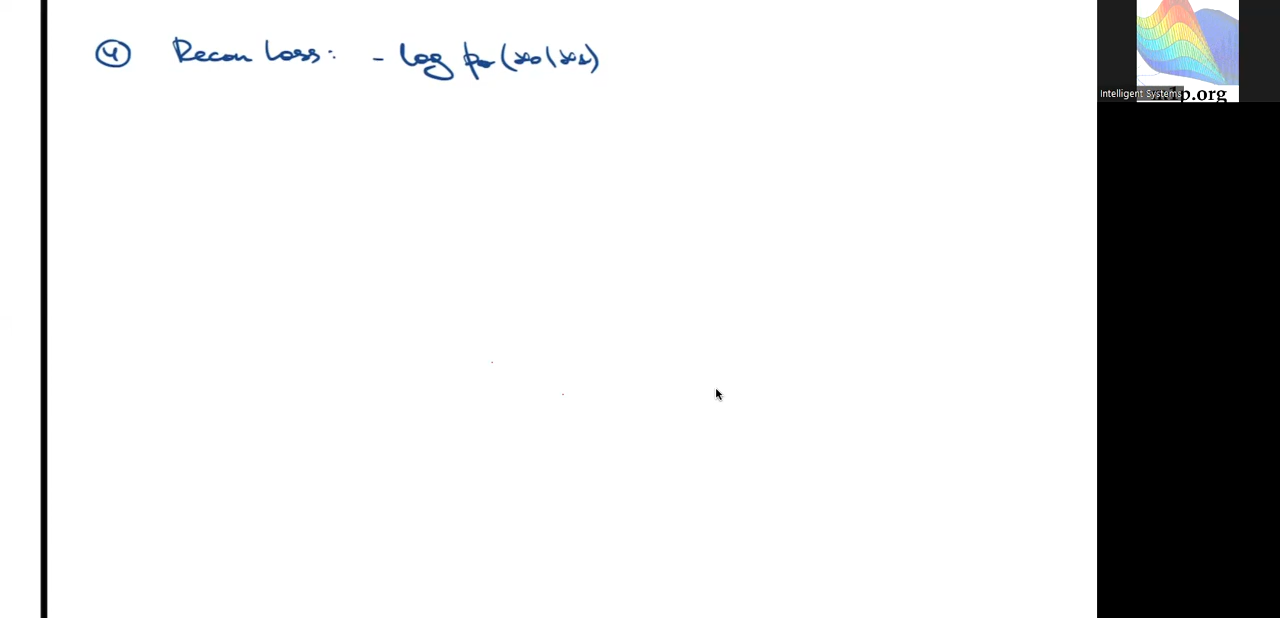 ④ Recon Loss: - log pθ(x0|x1)
Intelligent Systems
p.org